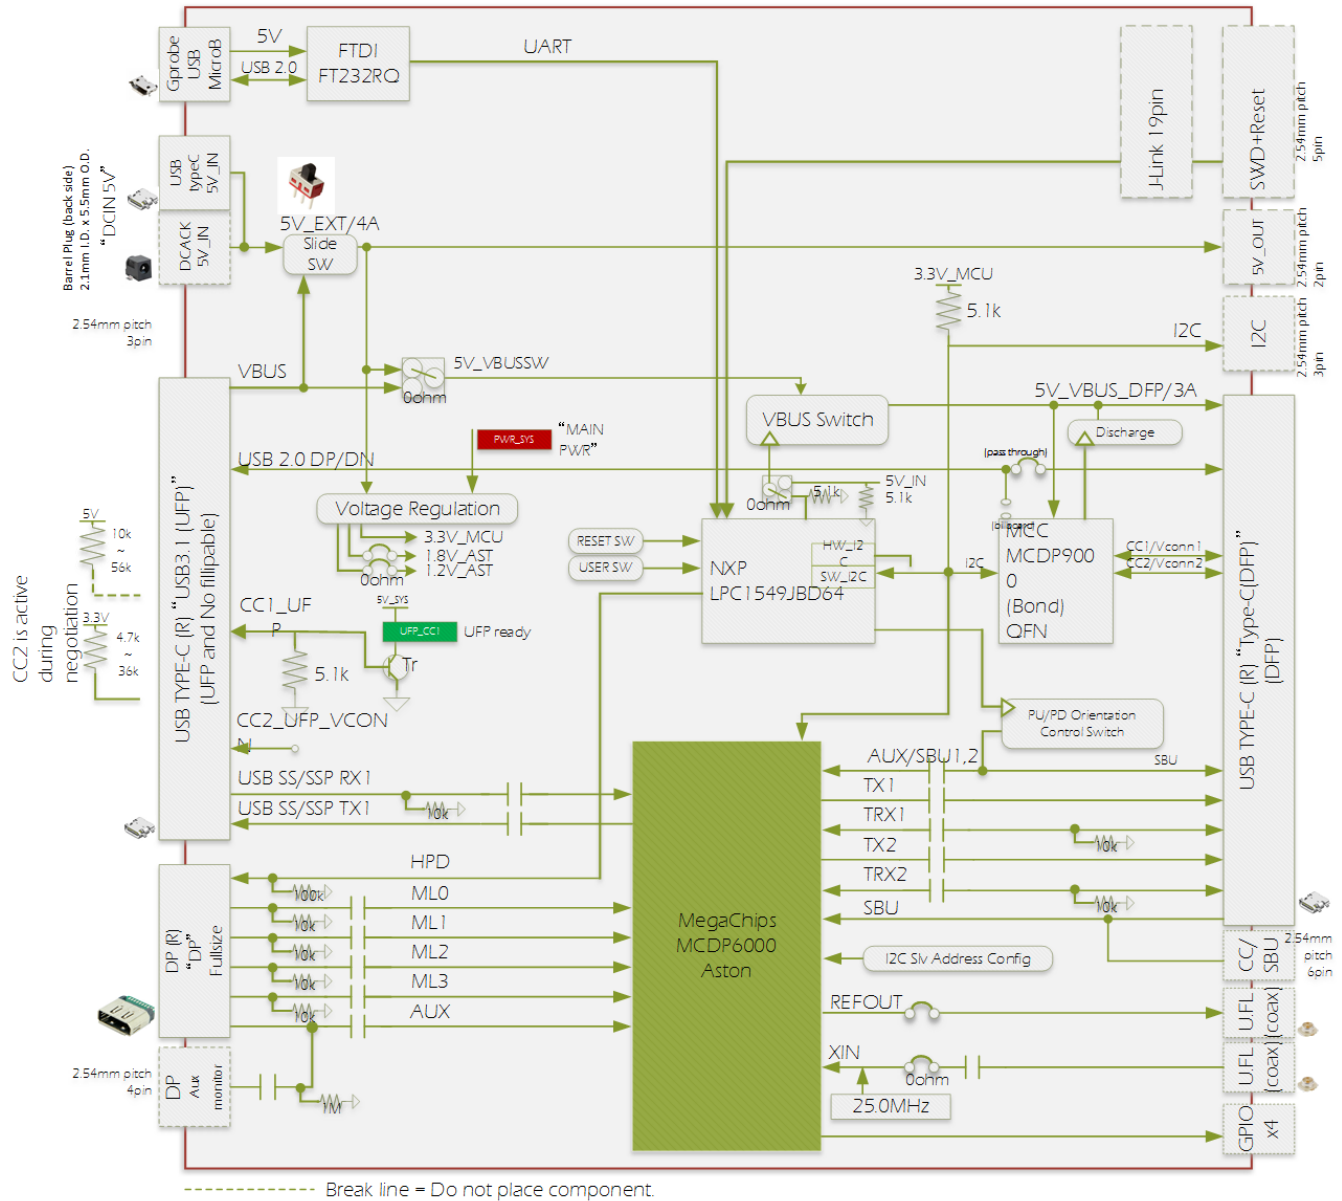 Gprobe
USB
MicroB
5V
USB 2.0
FTDI
FT232RQ
UART
J-Link 19pin
SWD+Reset
2.54mm pitch
5pin
USB
typeC
5V_IN
DCACK
5V_IN
Barrel Plug (back side)
2.1mm I.D. x 5.5mm O.D.
“DCIN 5V”
5V_EXT/4A
Slide
SW
5V_OUT
2.54mm pitch
2pin
3.3V_MCU
5.1k
I2C
I2C
2.54mm pitch
3pin
2.54mm pitch
3pin
VBUS
0ohm
5V_VBUSSW
VBUS Switch
5V_VBUS_DFP/3A
Discharge
PWR_SYS
“MAIN
PWR”
USB 2.0 DP/DN
(pass through)
(billboard)
Voltage Regulation
3.3V_MCU
1.8V_AST
1.2V_AST
0ohm
0ohm
5.1k
5V_IN
5.1k
RESET SW
USER SW
NXP
LPC1549JBD64
HW_I2
C
SW_I2C
I2C
MCC
MCDP900
0
(Bond)
QFN
CC1/Vconn1
CC2/Vconn2
USB TYPE-C (R) “Type-C(DFP)”
(DFP)
USB TYPE-C (R) “USB3.1 (UFP)”
(UFP and No fillipable)
5V
10k
~
56k
3.3V
4.7k
~
36k
CC2 is active
during
negotiation
5V_SYS
UFP_CC1
UFP ready
CC1_UF
P
5.1k
Tr
CC2_UFP_VCON
N
PU/PD Orientation
Control Switch
USB SS/SSP RX1
10k
USB SS/SSP TX1
AUX/SBU1,2
SBU
TX1
TRX1
10k
TX2
TRX2
10k
SBU
MegaChips
MCDP6000
Aston
HPD
100k
ML0
10k
ML1
10k
ML2
10k
ML3
10k
AUX
DP (R)
“DP”
Fullsize
DP
Aux
monitor
2.54mm pitch
4pin
1M
I2C Slv Address Config
CC/
SBU
2.54mm
pitch
6pin
REFOUT
U.FL
(coax)
XIN
0ohm
U.FL
(coax)
25.0MHz
GPIO
x4
Break line = Do not place component.